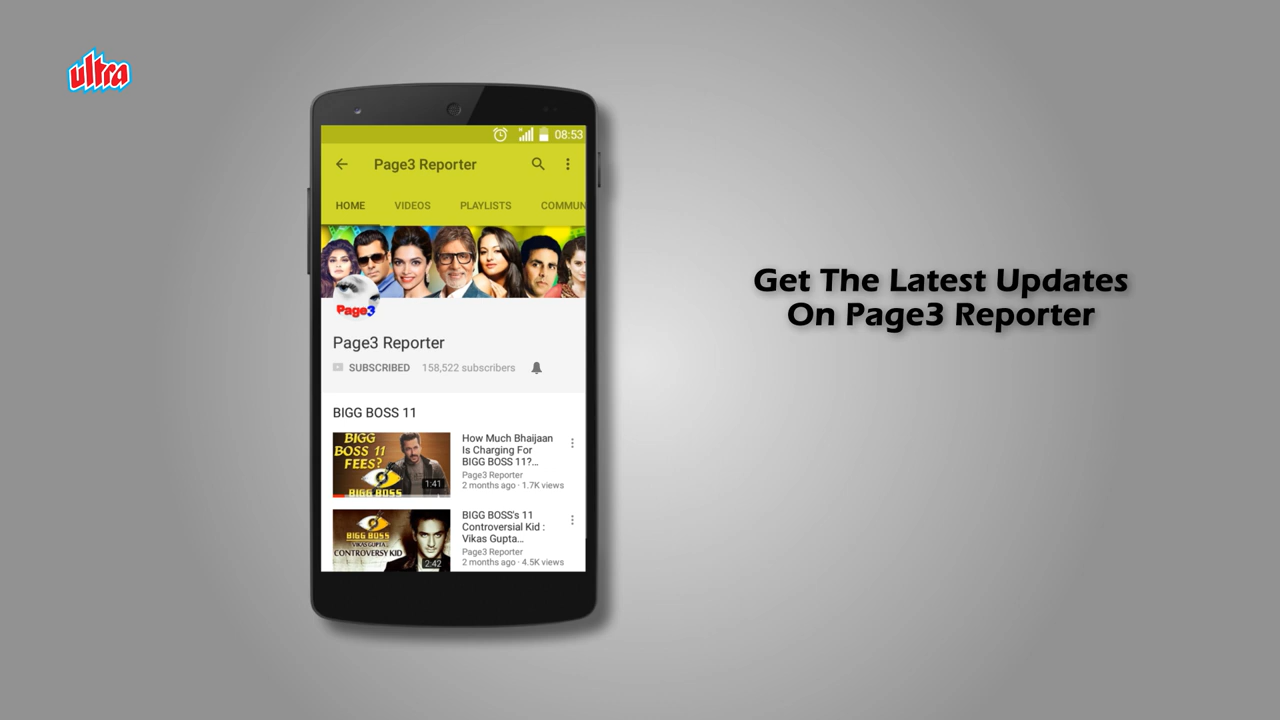 ultra
08:53
Page3 Reporter
HOME VIDEOS PLAYLISTS COMMUN
Page3
Page3 Reporter
SUBSCRIBED 158,522 subscribers
BIGG BOSS 11
BIGG
BOSS 11
FEES?
BIGG BOSS
1:41
How Much Bhaijaan
Is Charging For
BIGG BOSS 11?...
Page3 Reporter
2 months ago · 1.7K views
BIGG BOSS
VIKAS GUPTA
CONTROVERSY KID
2:42
BIGG BOSS's 11
Controversial Kid :
Vikas Gupta...
Page3 Reporter
2 months ago · 4.5K views
Get The Latest Updates
On Page3 Reporter